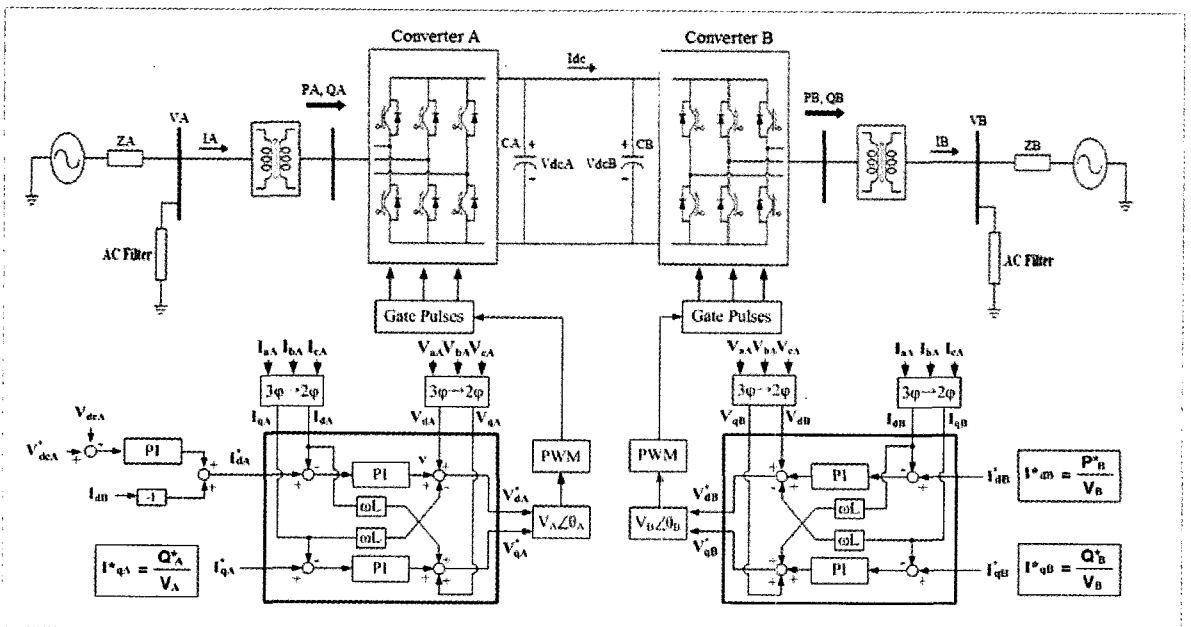 Converter A
Converter B
Idc
PA, QA
PB, QB
VA
IA
ZA
CA
VdcA
CB
VdcB
IB
VB
ZB
AC Filter
AC Filter
Gate Pulses
Gate Pulses
IaA IbA IcA
VaA VbA VcA
VaA VbA VcA
IaA IbA IcA
3φ→2φ
3φ→2φ
3φ→2φ
3φ→2φ
IqA
IdA
VdA
VqA
VqB
VdB
IdB
IqB
VdcA
V*dcA
PI
I*dA
IdB
-1
PI
v
ωL
ωL
PI
I*qA = Q*A / VA
I*qA
V*dA
V*qA
PWM
VA∠θA
PWM
VB∠θB
V*dB
V*qB
PI
ωL
ωL
PI
I*dB
I*dB = P*B / VB
I*qB
I*qB = Q*B / VB